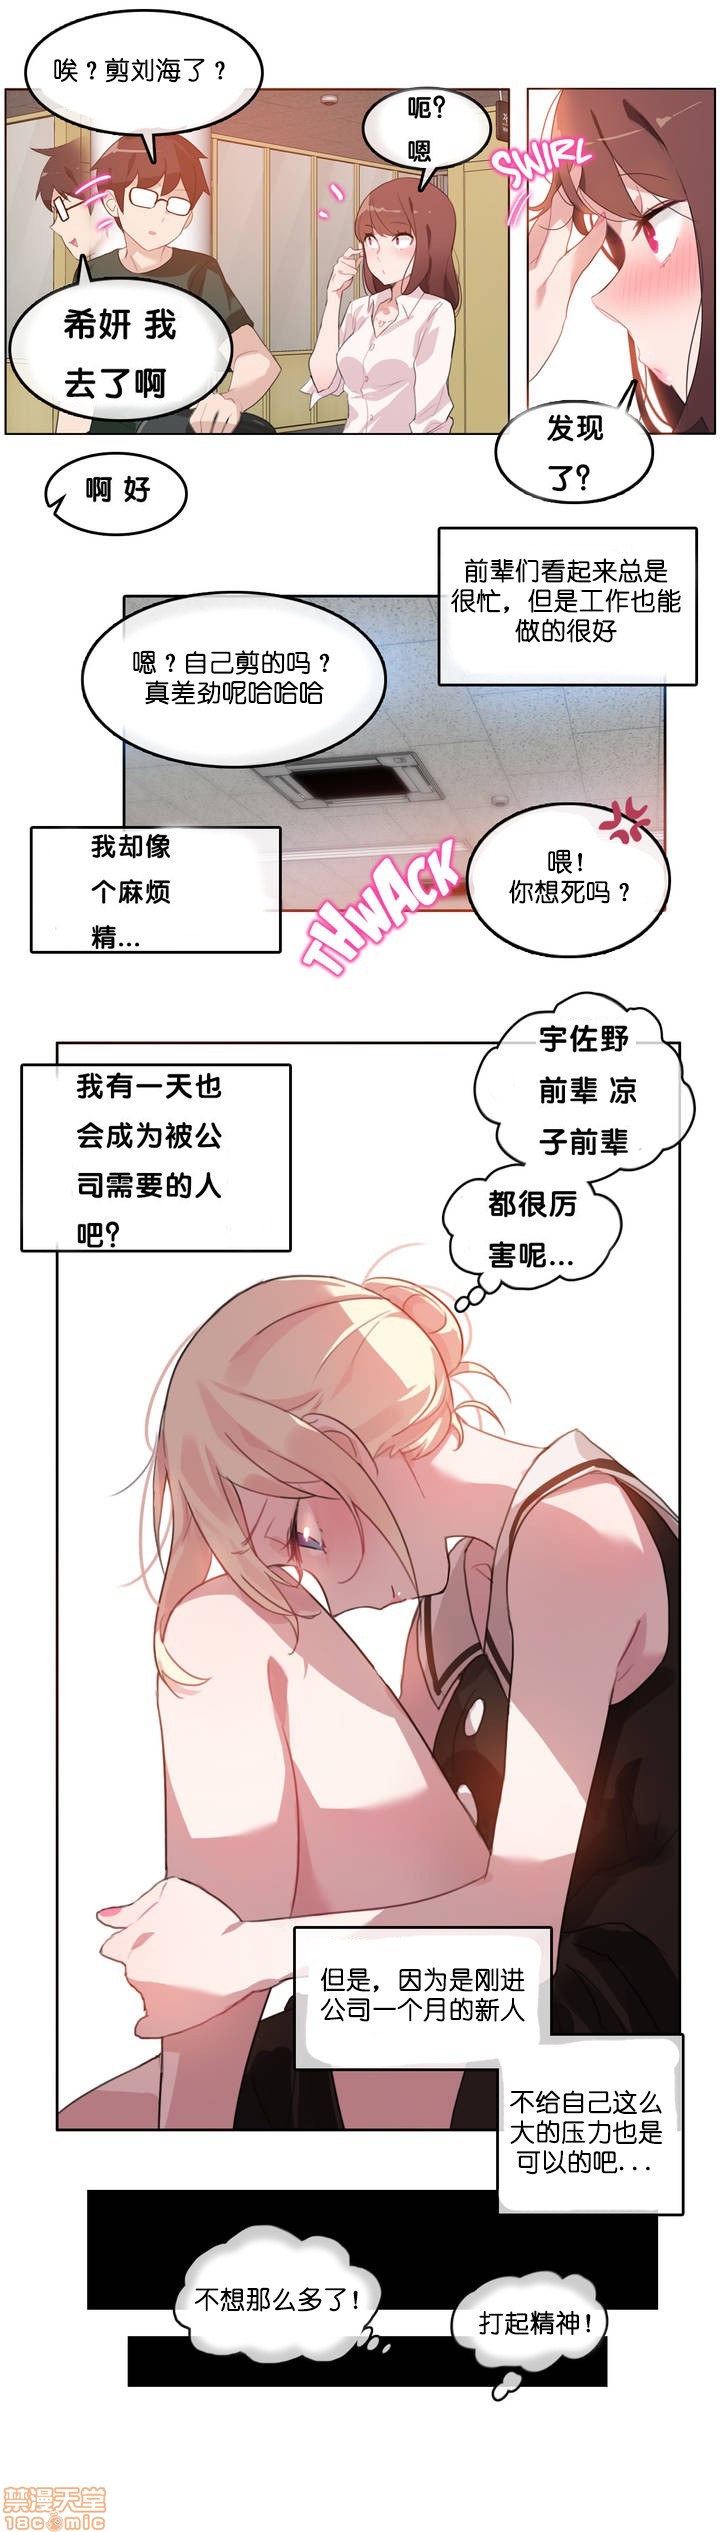 唉？剪刘海了？
呃？
嗯
SWIRL
希妍 我
去了啊
发现
了？
啊 好
前辈们看起来总是
很忙，但是工作也能
做的很好
嗯？自己剪的吗？
真差劲呢哈哈哈
我却像
个麻烦
精...
THWACK
喂！
你想死吗？
宇佐野
前辈 凉
子前辈
都很厉
害呢...
我有一天也
会成为被公
司需要的人
吧？
但是，因为是刚进
公司一个月的新人
不给自己这么
大的压力也是
可以的吧...
不想那么多了！
打起精神！
禁漫天堂
18comic